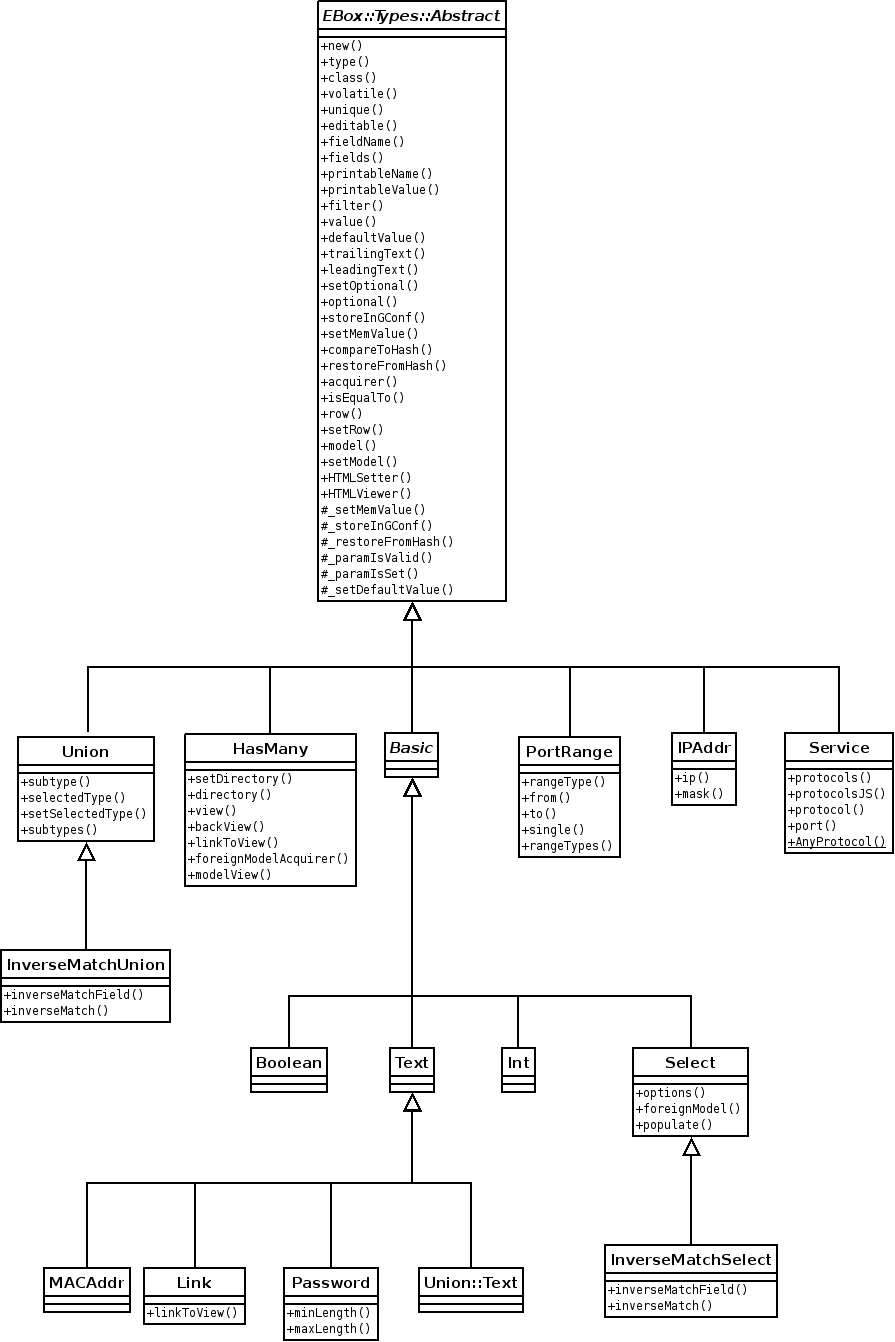 EBox::Types::Abstract
+new()
+type()
+class()
+volatile()
+unique()
+editable()
+fieldName()
+fields()
+printableName()
+printableValue()
+filter()
+value()
+defaultValue()
+trailingText()
+leadingText()
+setOptional()
+optional()
+storeInGConf()
+setMemValue()
+compareToHash()
+restoreFromHash()
+acquirer()
+isEqualTo()
+row()
+setRow()
+model()
+setModel()
+HTMLSetter()
+HTMLViewer()
#_setMemValue()
#_storeInGConf()
#_restoreFromHash()
#_paramIsValid()
#_paramIsSet()
#_setDefaultValue()
Union
+subtype()
+selectedType()
+setSelectedType()
+subtypes()
HasMany
+setDirectory()
+directory()
+view()
+backView()
+linkToView()
+foreignModelAcquirer()
+modelView()
Basic
PortRange
+rangeType()
+from()
+to()
+single()
+rangeTypes()
IPAddr
+ip()
+mask()
Service
+protocols()
+protocolsJS()
+protocol()
+port()
+AnyProtocol()
InverseMatchUnion
+inverseMatchField()
+inverseMatch()
Boolean
Text
Int
Select
+options()
+foreignModel()
+populate()
MACAddr
Link
+linkToView()
Password
+minLength()
+maxLength()
Union::Text
InverseMatchSelect
+inverseMatchField()
+inverseMatch()